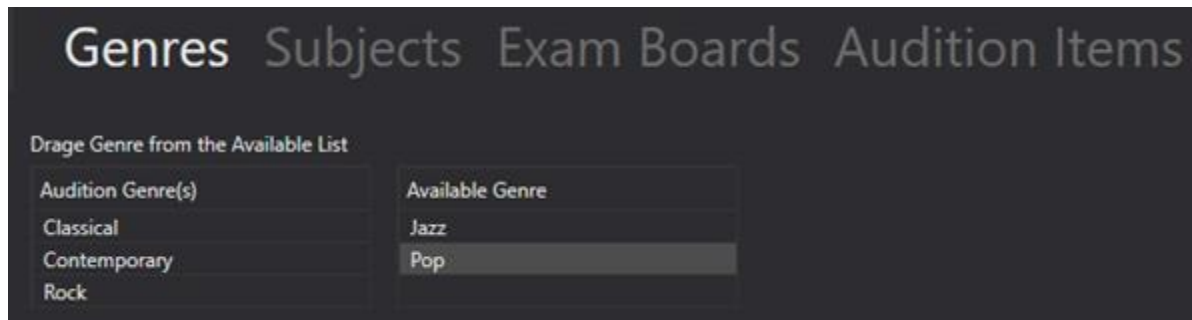 Genres Subjects Exam Boards Audition Items
Drage Genre from the Available List
Audition Genre(s) Available Genre
Classical Jazz
Contemporary Pop
Rock